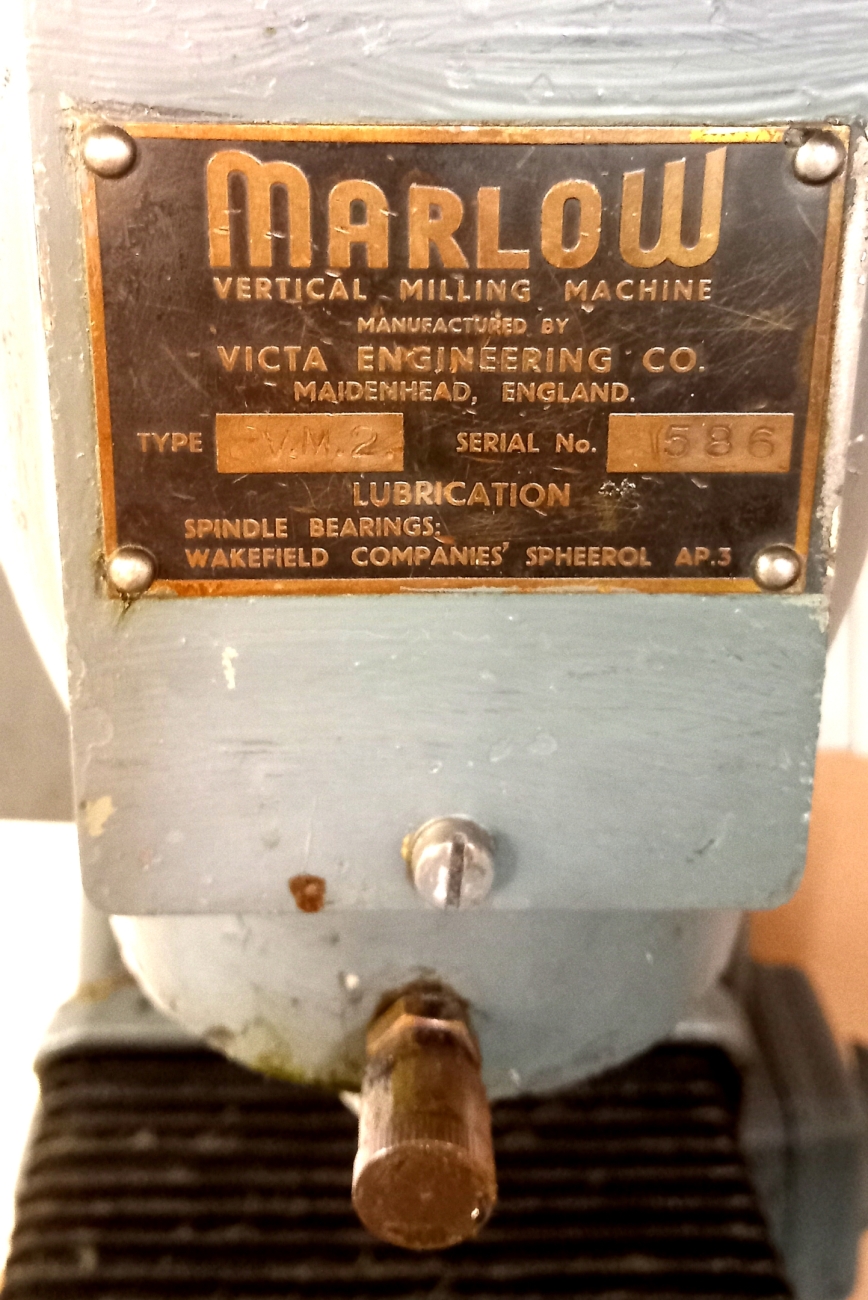 MARLOW
VERTICAL MILLING MACHINE
MANUFACTURED BY
VICTA ENGINEERING CO.
MAIDENHEAD, ENGLAND.
TYPE V.M.2. SERIAL No. 1586
LUBRICATION
SPINDLE BEARINGS:
WAKEFIELD COMPANIES' SPHEEROL AP.3